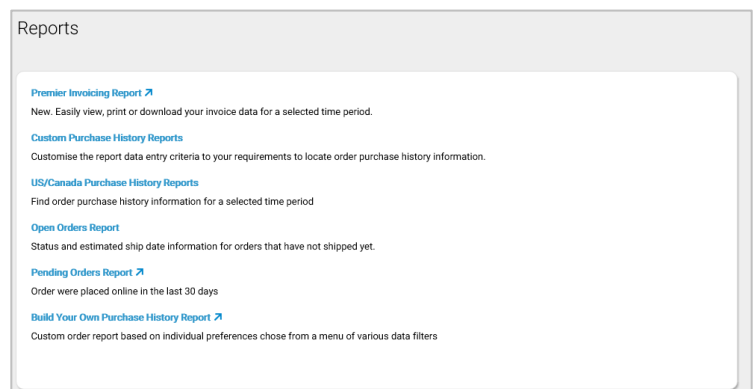 Reports
Premier Invoicing Report
New. Easily view, print or download your invoice data for a selected time period.
Custom Purchase History Reports
Customise the report data entry criteria to your requirements to locate order purchase history information.
US/Canada Purchase History Reports
Find order purchase history information for a selected time period
Open Orders Report
Status and estimated ship date information for orders that have not shipped yet.
Pending Orders Report
Order were placed online in the last 30 days
Build Your Own Purchase History Report
Custom order report based on individual preferences chose from a menu of various data filters